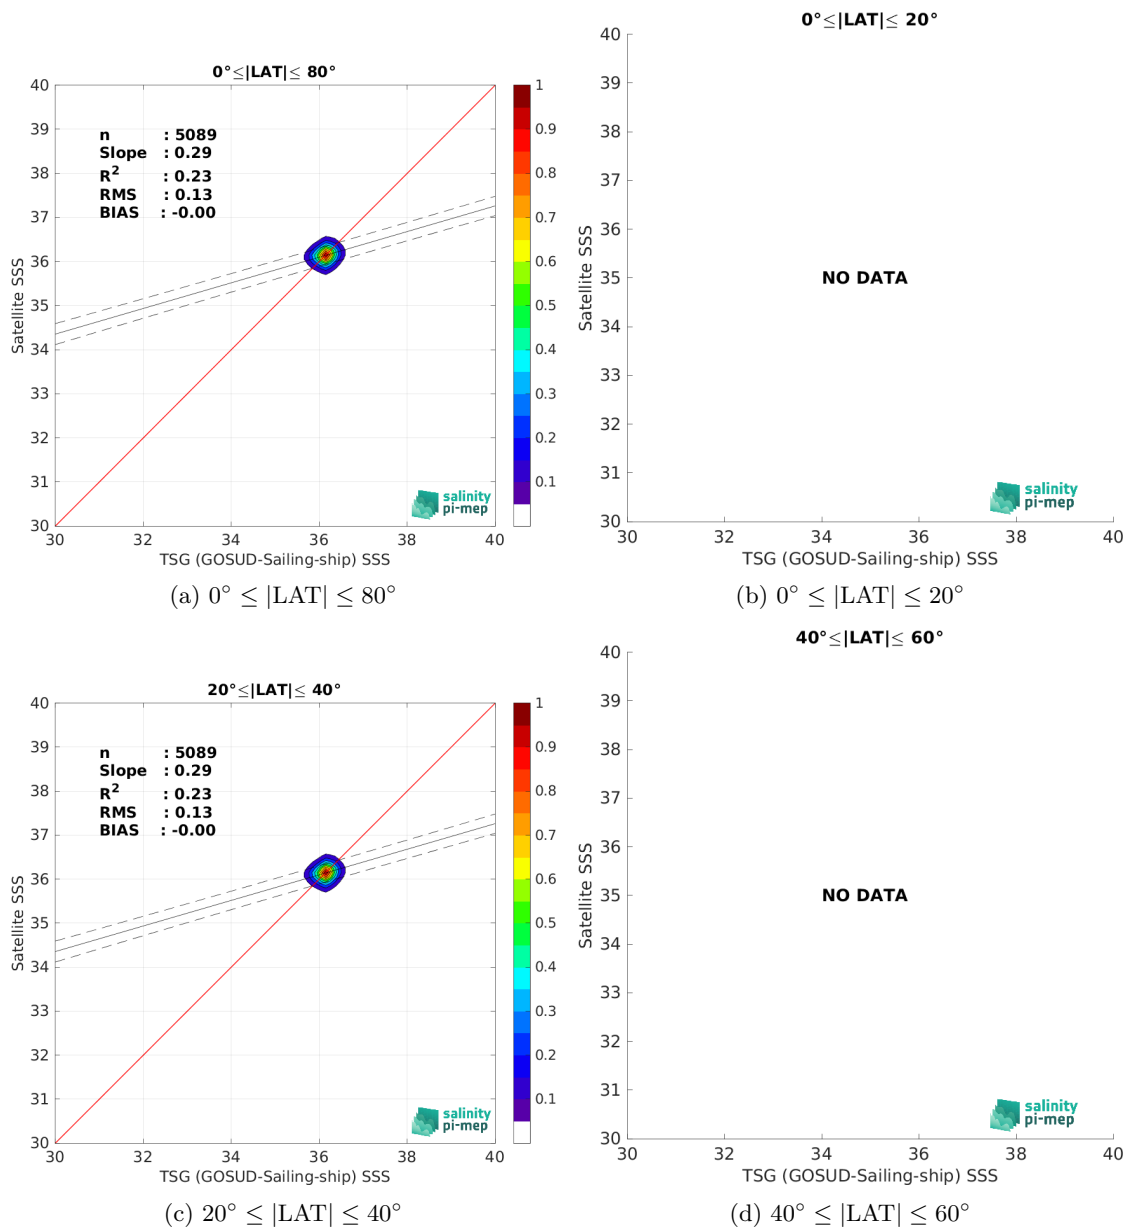 0°≤|LAT|≤ 80°
40
39
38
37
36
35
34
33
32
31
30
30 32 34 36 38 40
Satellite SSS
TSG (GOSUD-Sailing-ship) SSS
n : 5089
Slope : 0.29
R² : 0.23
RMS : 0.13
BIAS : -0.00
1
0.9
0.8
0.7
0.6
0.5
0.4
0.3
0.2
0.1
salinity
pi-mep
(a) 0° ≤ |LAT| ≤ 80°
0°≤|LAT|≤ 20°
40
39
38
37
36
35
34
33
32
31
30
30 32 34 36 38 40
Satellite SSS
TSG (GOSUD-Sailing-ship) SSS
NO DATA
salinity
pi-mep
(b) 0° ≤ |LAT| ≤ 20°
20°≤|LAT|≤ 40°
40
39
38
37
36
35
34
33
32
31
30
30 32 34 36 38 40
Satellite SSS
TSG (GOSUD-Sailing-ship) SSS
n : 5089
Slope : 0.29
R² : 0.23
RMS : 0.13
BIAS : -0.00
1
0.9
0.8
0.7
0.6
0.5
0.4
0.3
0.2
0.1
salinity
pi-mep
(c) 20° ≤ |LAT| ≤ 40°
40°≤|LAT|≤ 60°
40
39
38
37
36
35
34
33
32
31
30
30 32 34 36 38 40
Satellite SSS
TSG (GOSUD-Sailing-ship) SSS
NO DATA
salinity
pi-mep
(d) 40° ≤ |LAT| ≤ 60°